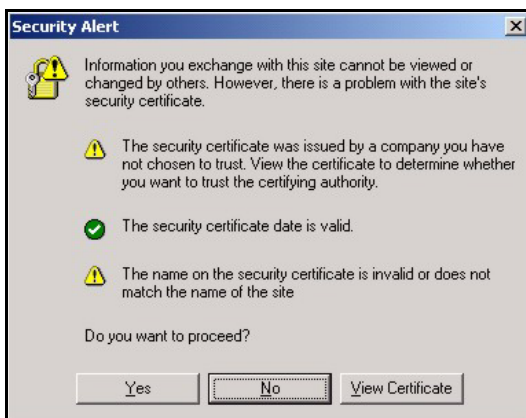 Security Alert
Information you exchange with this site cannot be viewed or
changed by others. However, there is a problem with the site's
security certificate.
The security certificate was issued by a company you have
not chosen to trust. View the certificate to determine whether
you want to trust the certifying authority.
The security certificate date is valid.
The name on the security certificate is invalid or does not
match the name of the site
Do you want to proceed?
Yes No View Certificate